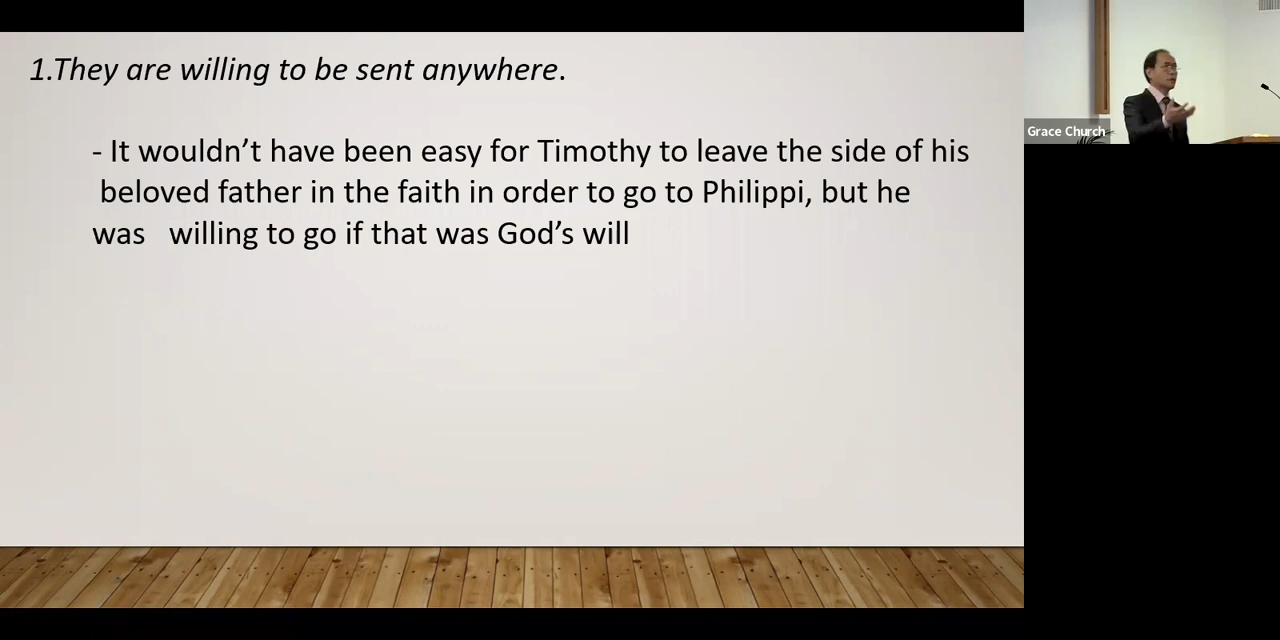 1.They are willing to be sent anywhere.
- It wouldn’t have been easy for Timothy to leave the side of his
beloved father in the faith in order to go to Philippi, but he
was   willing to go if that was God’s will
Grace Church